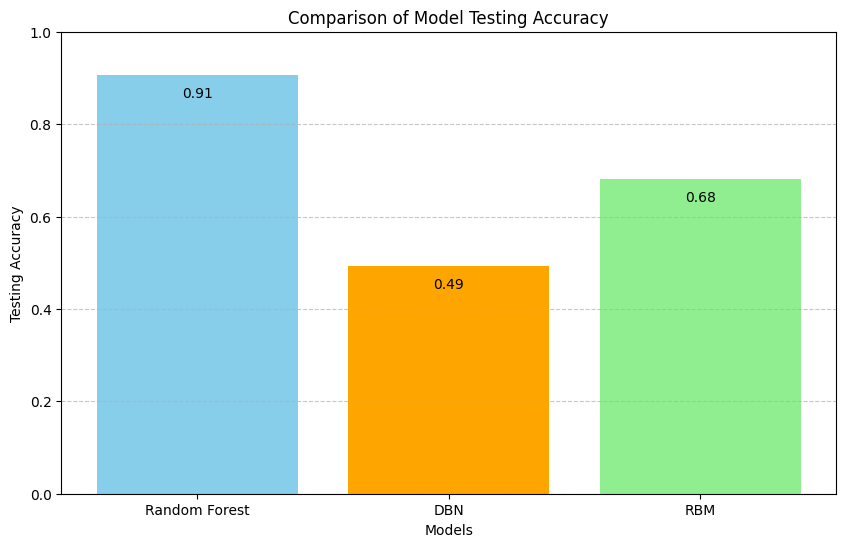 Comparison of Model Testing Accuracy
1.0
0.8
0.6
0.4
0.2
0.0
Testing Accuracy
0.91
0.49
0.68
Random Forest
DBN
RBM
Models